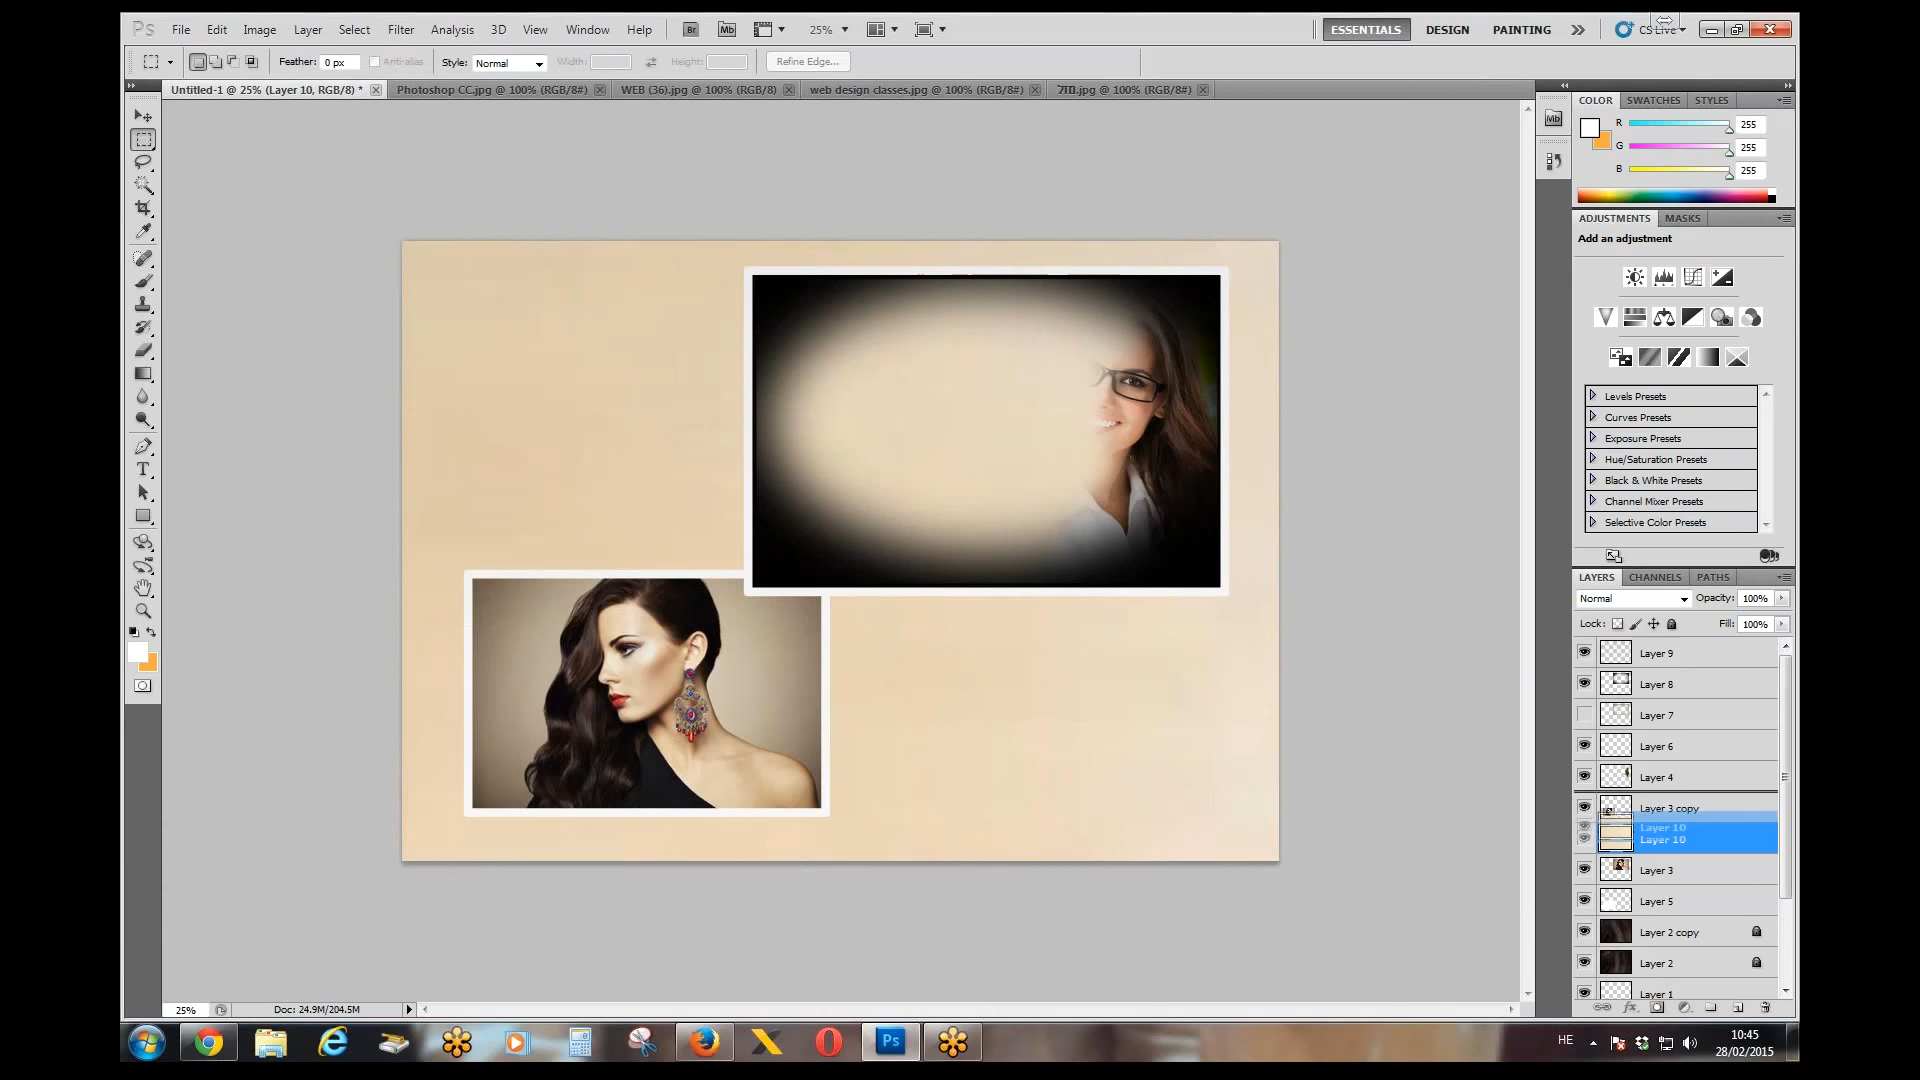 Ps File Edit Image Layer Select Filter Analysis 3D View Window Help Br Mb 25% ESSENTIALS DESIGN PAINTING CS Live
Feather: 0 px Anti-alias Style: Normal Width: Height: Refine Edge...
Untitled-1 @ 25% (Layer 10, RGB/8) * Photoshop CC.jpg @ 100% (RGB/8#) WEB (36).jpg @ 100% (RGB/8) web design classes.jpg @ 100% (RGB/8#) .jpg @ 100% (RGB/8#)
COLOR SWATCHES STYLES
Mb
R 255
G 255
B 255
ADJUSTMENTS MASKS
Add an adjustment
Levels Presets
Curves Presets
Exposure Presets
Hue/Saturation Presets
Black & White Presets
Channel Mixer Presets
Selective Color Presets
LAYERS CHANNELS PATHS
Normal Opacity: 100%
Lock: Fill: 100%
Layer 9
Layer 8
Layer 7
Layer 6
Layer 4
Layer 3 copy
Layer 10
Layer 10
Layer 3
Layer 5
Layer 2 copy
Layer 2
Layer 1
25% Doc: 24.9M/204.5M
Ps
HE
10:45
28/02/2015